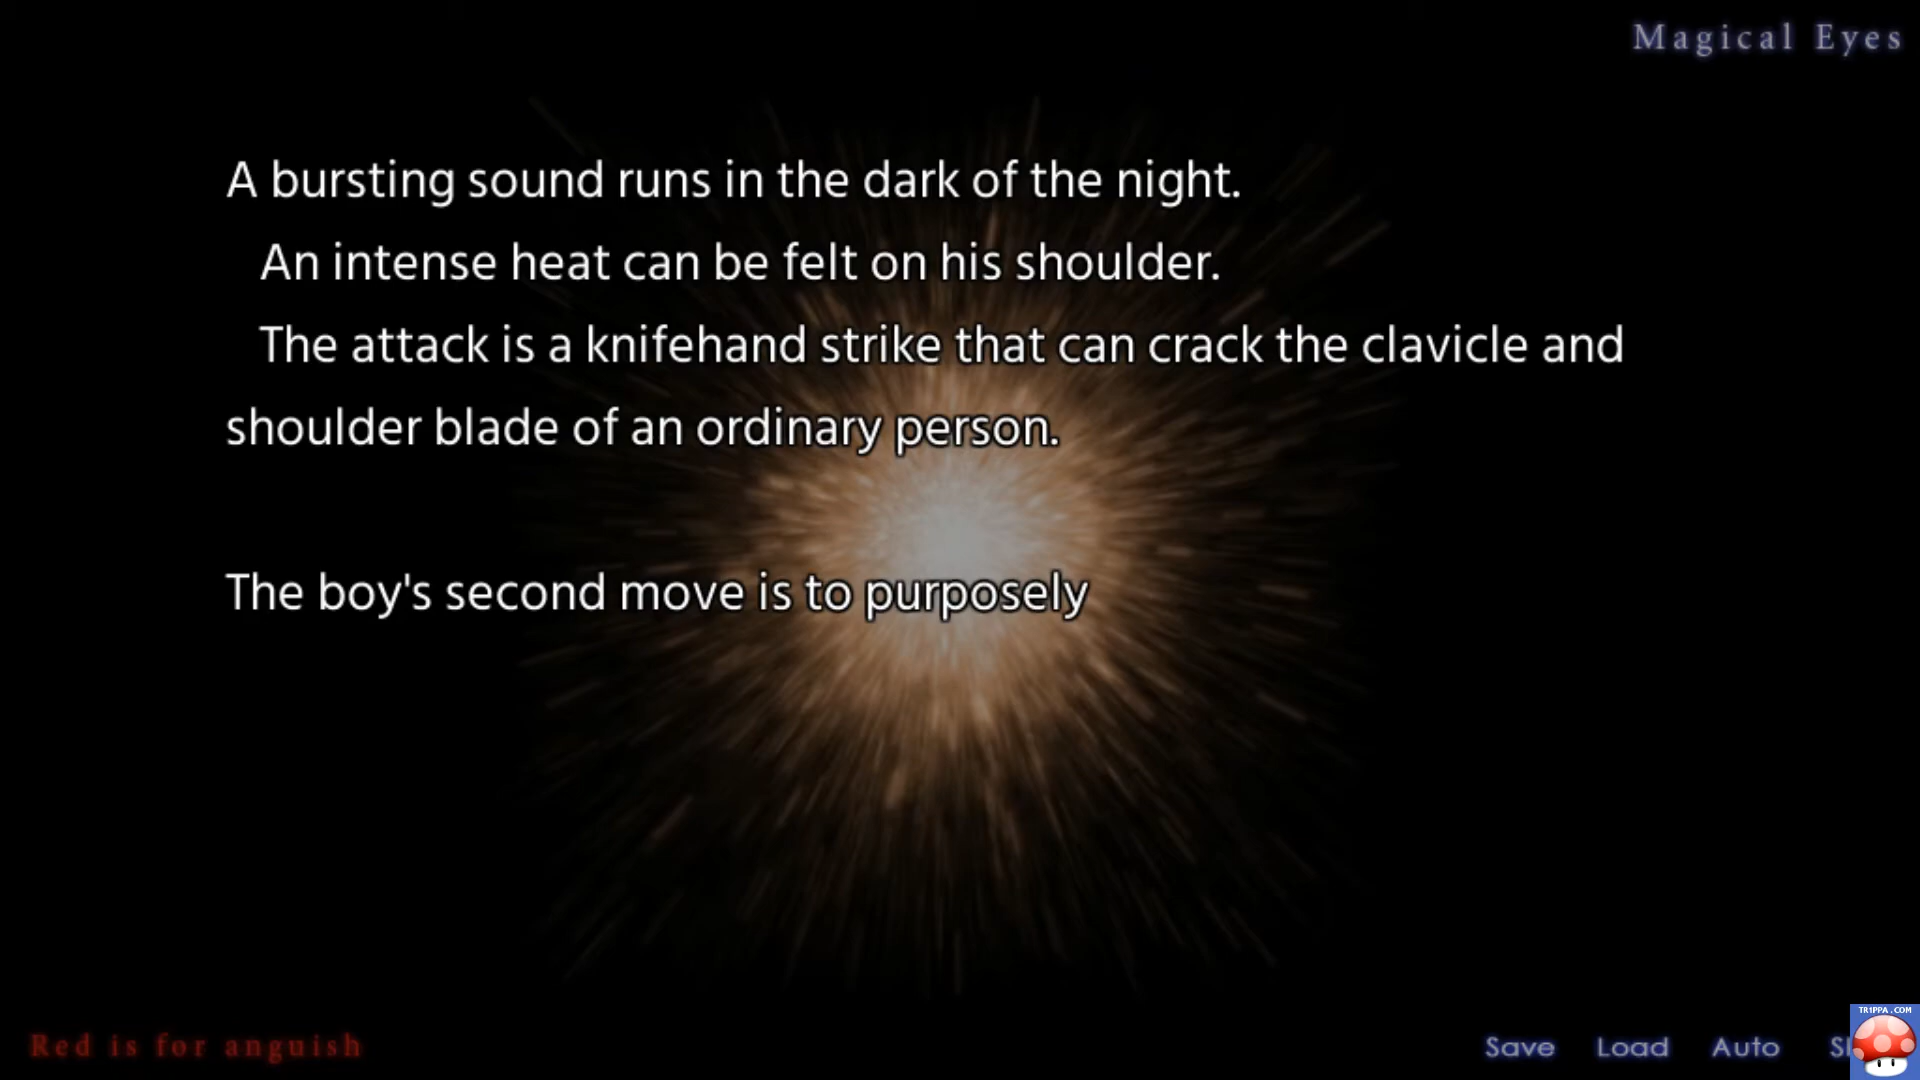 Magical Eyes
A bursting sound runs in the dark of the night.
An intense heat can be felt on his shoulder.
The attack is a knifehand strike that can crack the clavicle and
shoulder blade of an ordinary person.
The boy's second move is to purposely
Red is for anguish
Save Load Auto
TRIPPA.COM